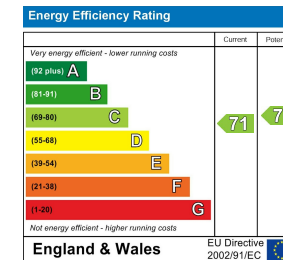 Energy Efficiency Rating
Current
Very energy efficient - lower running costs
(92 plus) A
(81-91) B
(69-80) C
71
(55-68) D
(39-54) E
(21-38) F
(1-20) G
Not energy efficient - higher running costs
England & Wales
EU Directive
2002/91/EC